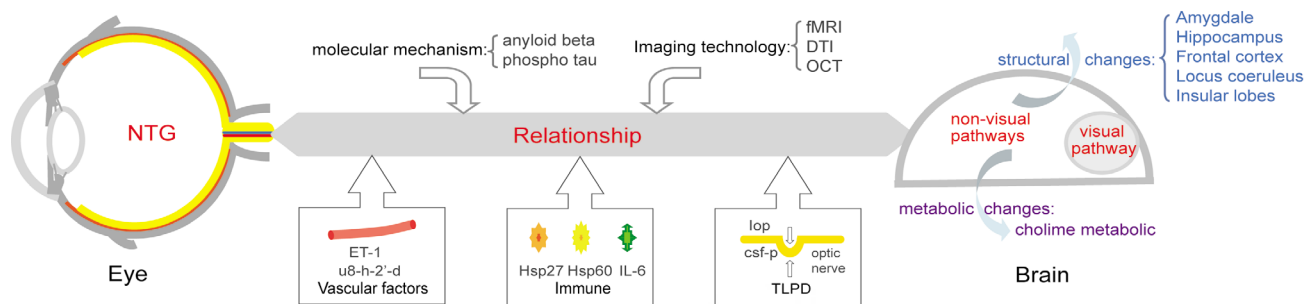 NTG
Eye
molecular mechanism:
anyloid beta
phospho tau
Imaging technology:
fMRI
DTI
OCT
Relationship
ET-1
u8-h-2'-d
Vascular factors
Hsp27 Hsp60 IL-6
Immune
Iop
csf-p
optic
nerve
TLPD
non-visual
pathways
visual
pathway
structural changes:
Amygdale
Hippocampus
Frontal cortex
Locus coeruleus
Insular lobes
metabolic changes:
cholime metabolic
Brain